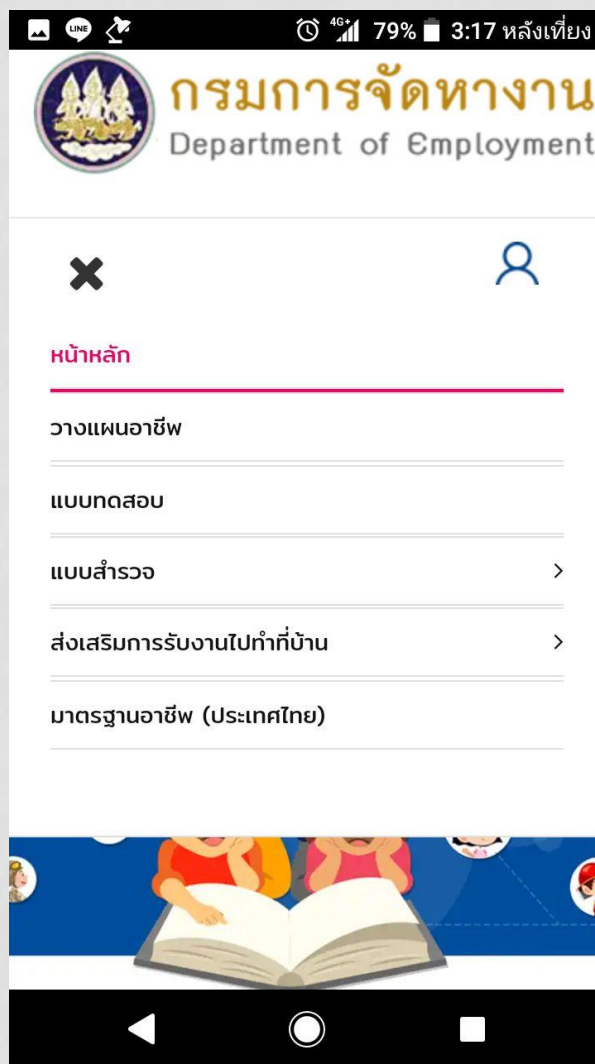 LINE 4G+ 79% 3:17 หลังเที่ยง
กรมการจัดหางาน
Department of Employment
หน้าหลัก
วางแผนอาชีพ
แบบทดสอบ
แบบสำรวจ
ส่งเสริมการรับงานไปทำที่บ้าน
มาตรฐานอาชีพ (ประเทศไทย)